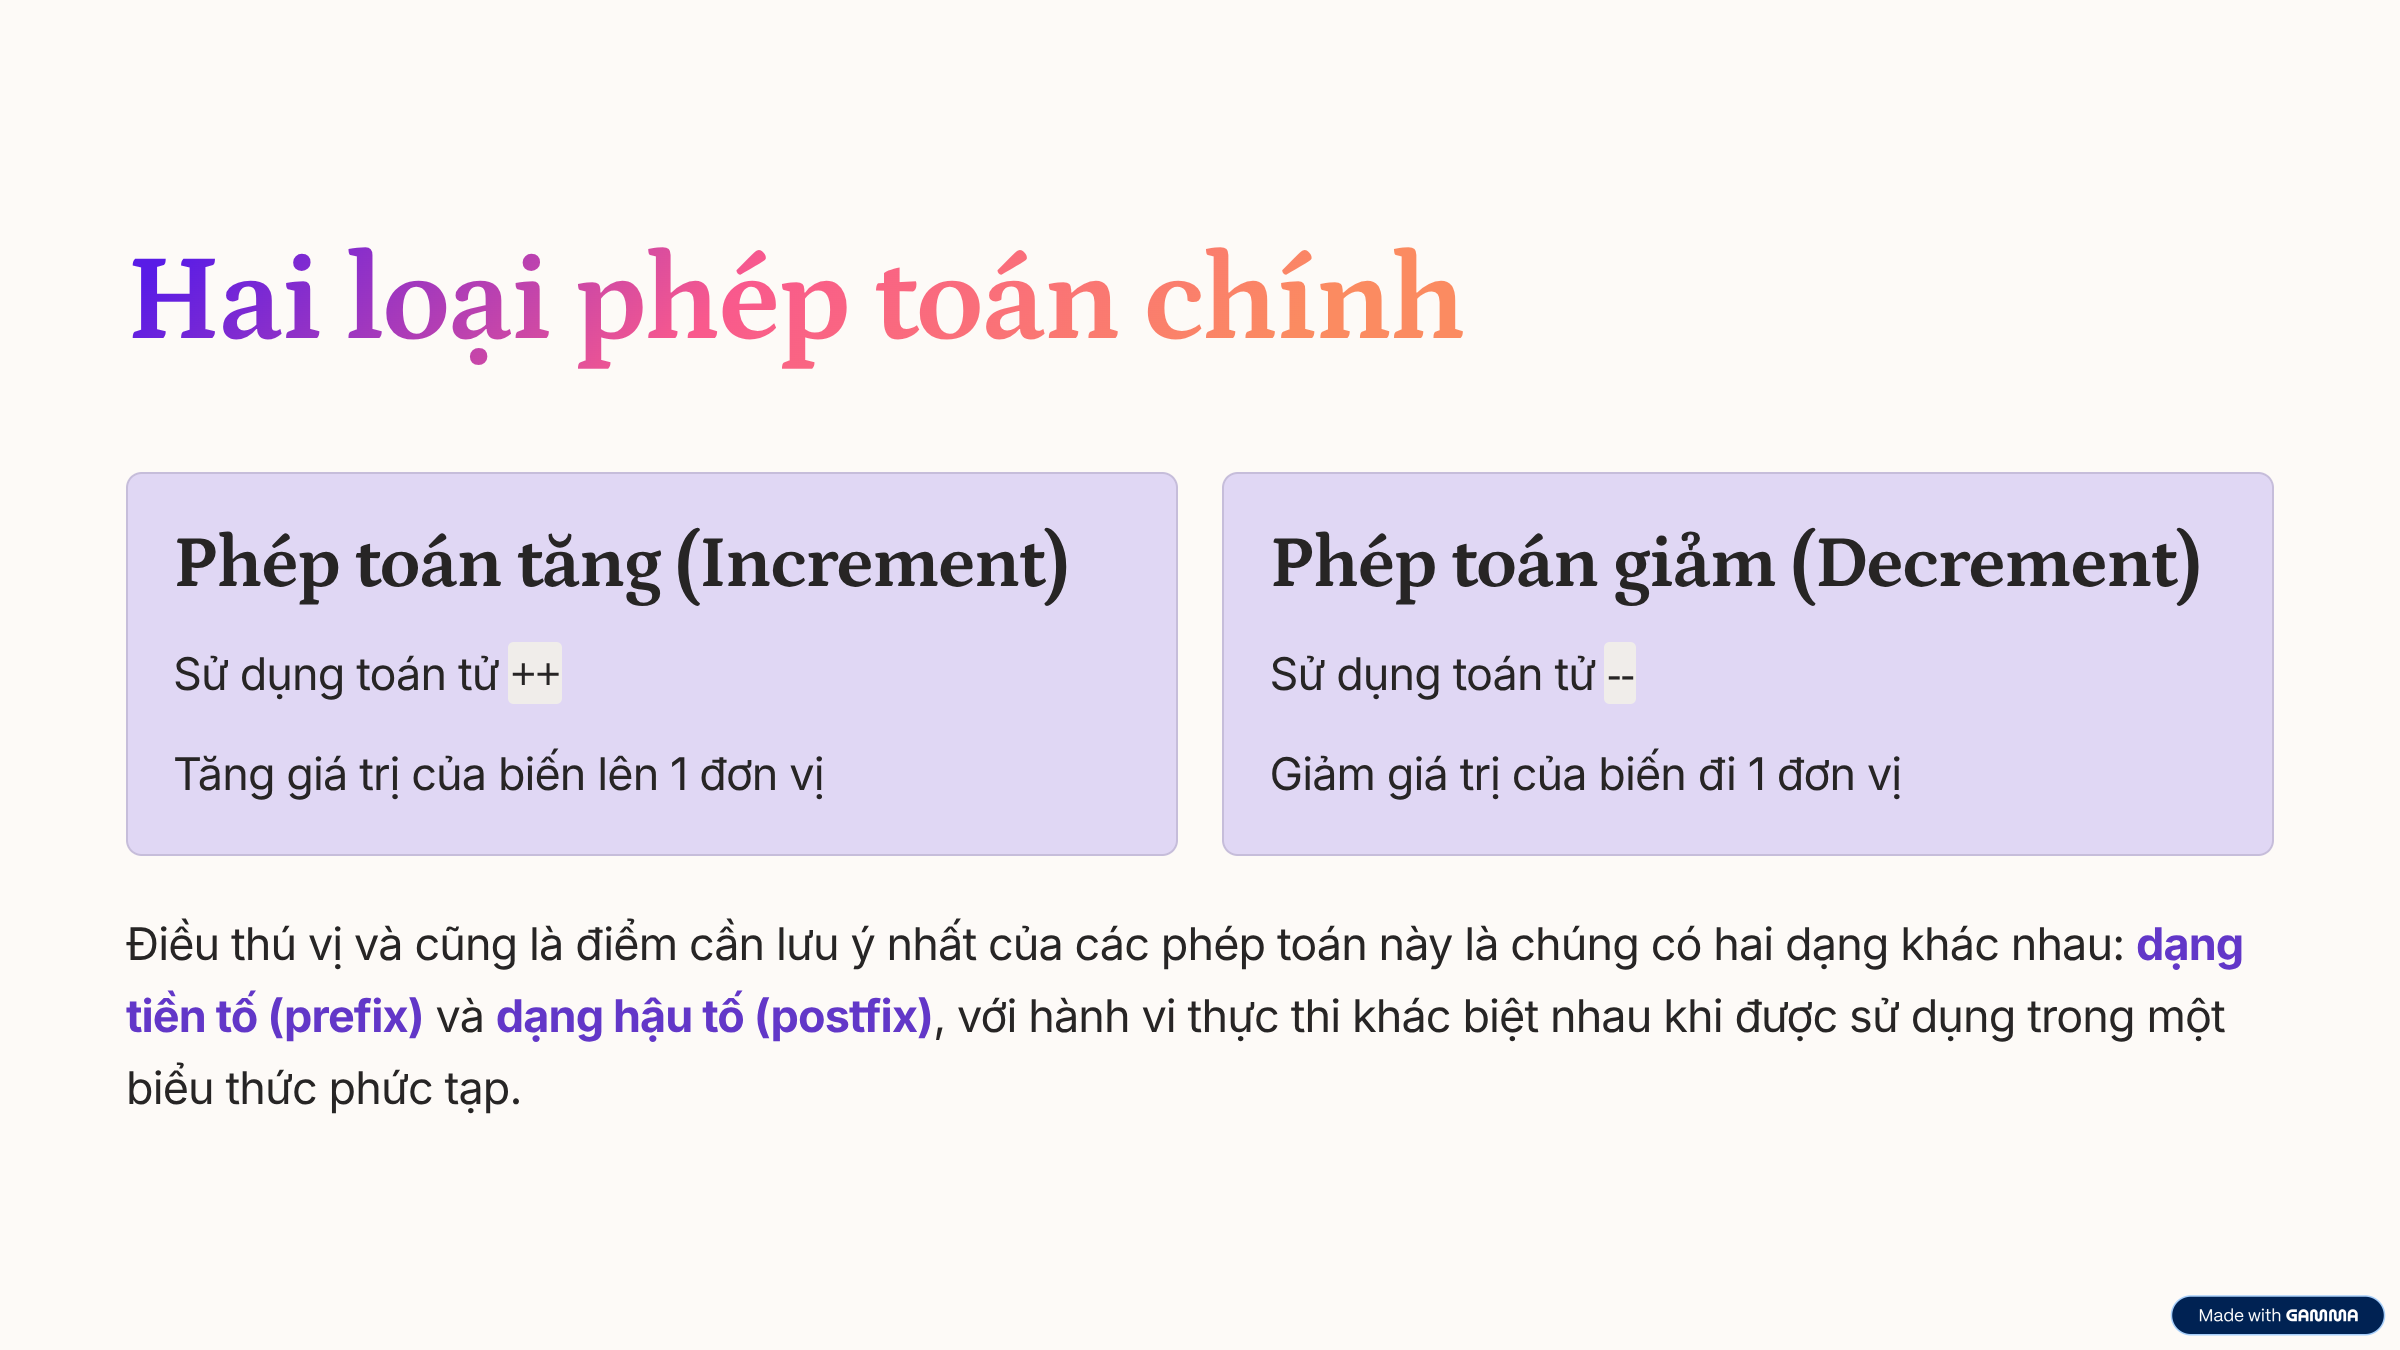 Hai loại phép toán chính
Phép toán tăng (Increment)
Sử dụng toán tử ++
Tăng giá trị của biến lên 1 đơn vị
Phép toán giảm (Decrement)
Sử dụng toán tử --
Giảm giá trị của biến đi 1 đơn vị
Điều thú vị và cũng là điểm cần lưu ý nhất của các phép toán này là chúng có hai dạng khác nhau: dạng
tiền tố (prefix) và dạng hậu tố (postfix), với hành vi thực thi khác biệt nhau khi được sử dụng trong một
biểu thức phức tạp.
Made with GAMMA